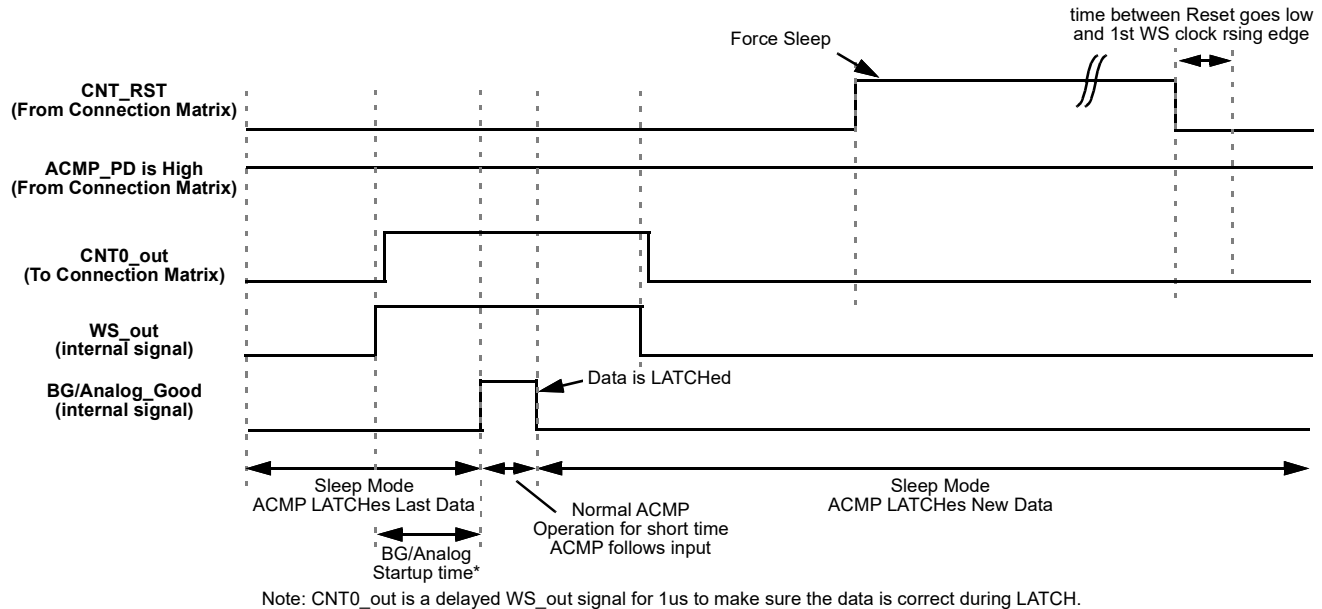 time between Reset goes low
and 1st WS clock rsing edge
Force Sleep
CNT_RST
(From Connection Matrix)
ACMP_PD is High
(From Connection Matrix)
CNT0_out
(To Connection Matrix)
WS_out
(internal signal)
BG/Analog_Good
(internal signal)
Data is LATCHed
Sleep Mode
ACMP LATCHes Last Data
Normal ACMP
Operation for short time
ACMP follows input
Sleep Mode
ACMP LATCHes New Data
BG/Analog
Startup time*
Note: CNT0_out is a delayed WS_out signal for 1us to make sure the data is correct during LATCH.